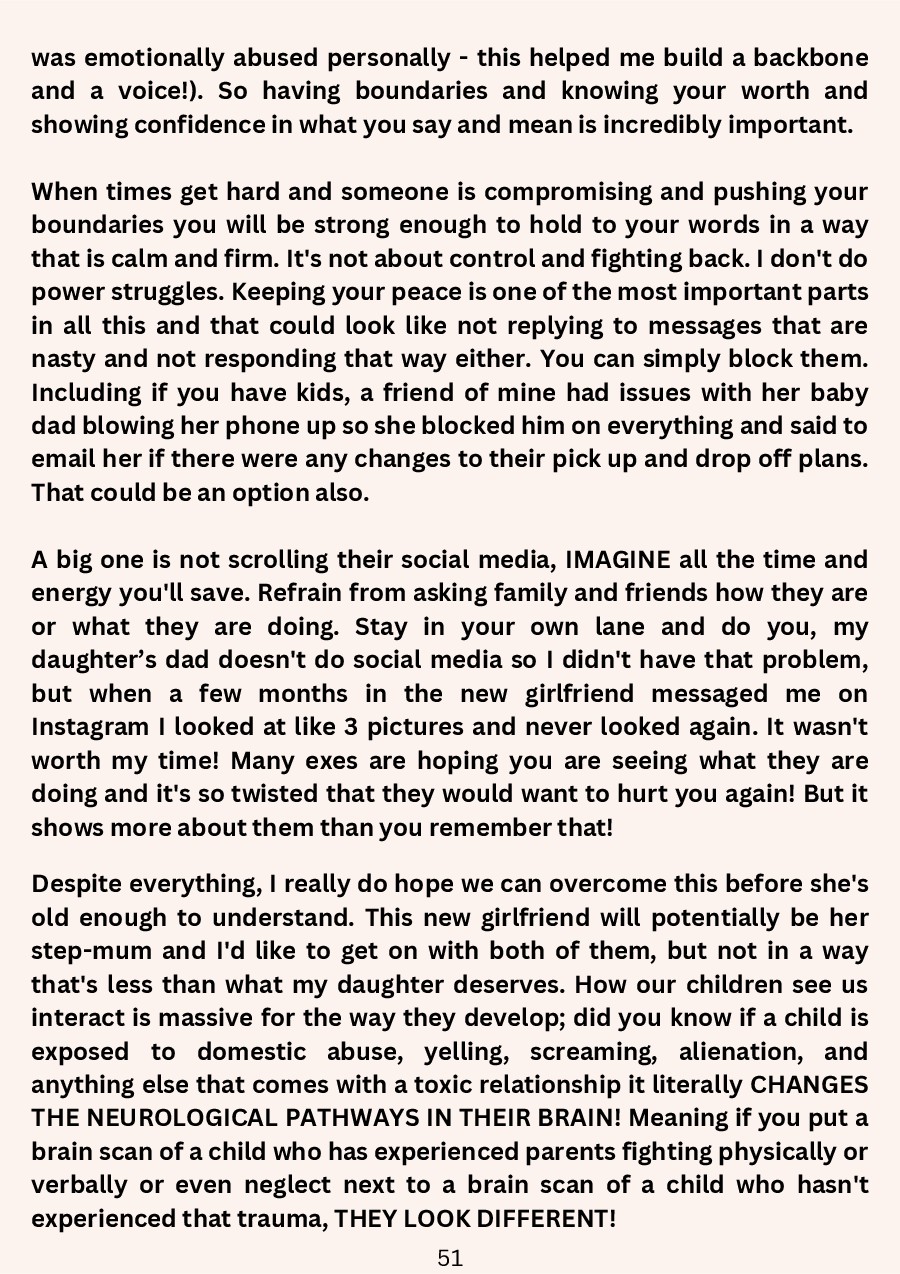 was emotionally abused personally - this helped me build a backbone
and a voice!). So having boundaries and knowing your worth and
showing confidence in what you say and mean is incredibly important.
When times get hard and someone is compromising and pushing your
boundaries you will be strong enough to hold to your words in a way
that is calm and firm. It's not about control and fighting back. I don't do
power struggles. Keeping your peace is one of the most important parts
in all this and that could look like not replying to messages that are
nasty and not responding that way either. You can simply block them.
Including if you have kids, a friend of mine had issues with her baby
dad blowing her phone up so she blocked him on everything and said to
email her if there were any changes to their pick up and drop off plans.
That could be an option also.
A big one is not scrolling their social media, IMAGINE all the time and
energy you'll save. Refrain from asking family and friends how they are
or what they are doing. Stay in your own lane and do you, my
daughter’s dad doesn't do social media so I didn't have that problem,
but when a few months in the new girlfriend messaged me on
Instagram I looked at like 3 pictures and never looked again. It wasn't
worth my time! Many exes are hoping you are seeing what they are
doing and it's so twisted that they would want to hurt you again! But it
shows more about them than you remember that!
Despite everything, I really do hope we can overcome this before she's
old enough to understand. This new girlfriend will potentially be her
step-mum and I'd like to get on with both of them, but not in a way
that's less than what my daughter deserves. How our children see us
interact is massive for the way they develop; did you know if a child is
exposed to domestic abuse, yelling, screaming, alienation, and
anything else that comes with a toxic relationship it literally CHANGES
THE NEUROLOGICAL PATHWAYS IN THEIR BRAIN! Meaning if you put a
brain scan of a child who has experienced parents fighting physically or
verbally or even neglect next to a brain scan of a child who hasn't
experienced that trauma, THEY LOOK DIFFERENT!
51